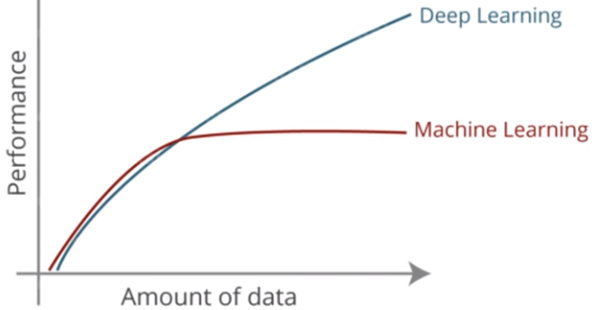 Deep Learning
Performance
Machine Learning
Amount of data